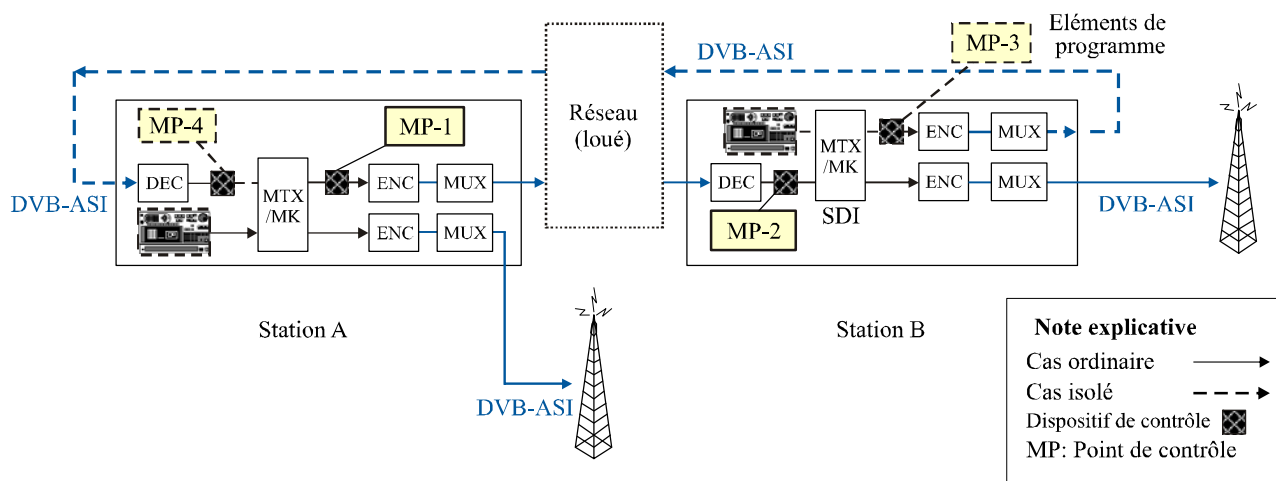 Eléments de
programme
MP-3
DVB-ASI
Réseau
(loué)
MP-4
MP-1
ENC
MUX
MTX
/MK
DEC
ENC
MUX
DVB-ASI
MTX
/MK
ENC
MUX
DEC
ENC
MUX
DVB-ASI
MP-2
SDI
Station A
Station B
DVB-ASI
Note explicative
Cas ordinaire
Cas isolé
Dispositif de contrôle
MP: Point de contrôle